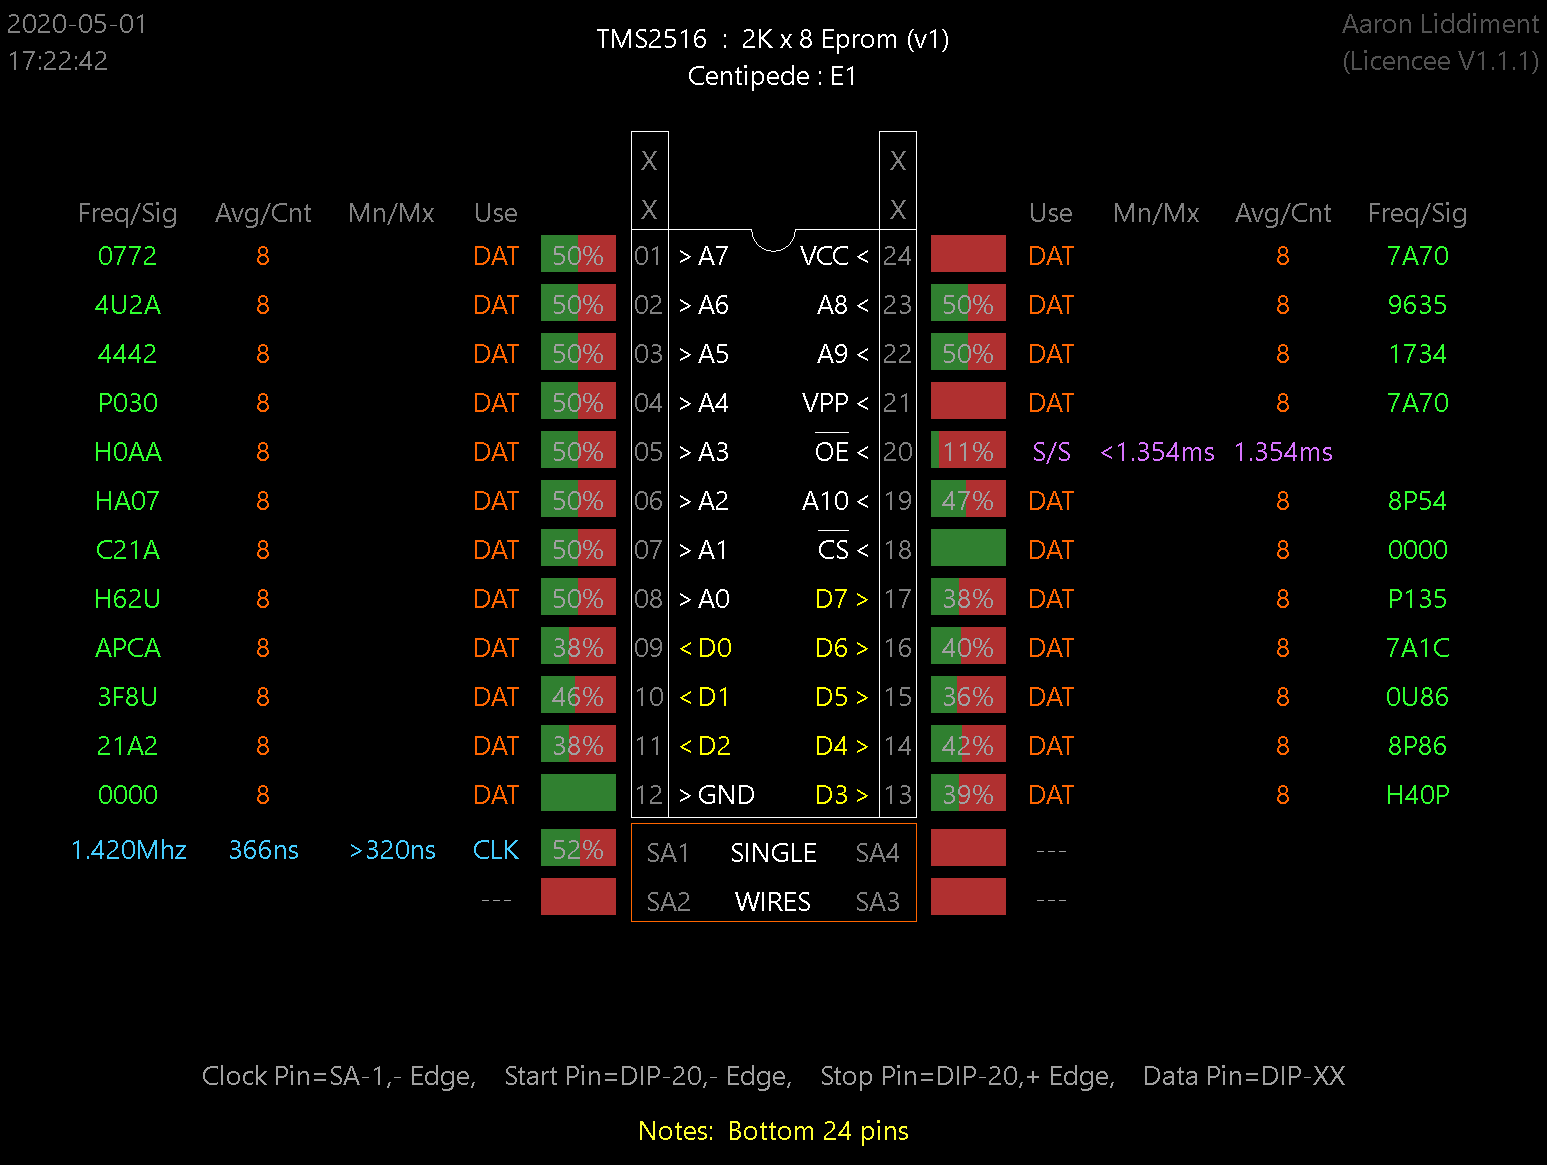 2020-05-01
17:22:42
TMS2516 : 2K x 8 Eprom (v1)
Centipede : E1
Aaron Liddiment
(Licencee V1.1.1)
X X
X X
Freq/Sig Avg/Cnt Mn/Mx Use Use Mn/Mx Avg/Cnt Freq/Sig
0772 8 DAT 50% 01 > A7 VCC < 24 DAT 8 7A70
4U2A 8 DAT 50% 02 > A6 A8 < 23 50% DAT 8 9635
4442 8 DAT 50% 03 > A5 A9 < 22 50% DAT 8 1734
P030 8 DAT 50% 04 > A4 VPP < 21 DAT 8 7A70
H0AA 8 DAT 50% 05 > A3 OE < 20 11% S/S <1.354ms 1.354ms
HA07 8 DAT 50% 06 > A2 A10 < 19 47% DAT 8 8P54
C21A 8 DAT 50% 07 > A1 CS < 18 DAT 8 0000
H62U 8 DAT 50% 08 > A0 D7 > 17 38% DAT 8 P135
APCA 8 DAT 38% 09 < D0 D6 > 16 40% DAT 8 7A1C
3F8U 8 DAT 46% 10 < D1 D5 > 15 36% DAT 8 0U86
21A2 8 DAT 38% 11 < D2 D4 > 14 42% DAT 8 8P86
0000 8 DAT 12 > GND D3 > 13 39% DAT 8 H40P
1.420Mhz 366ns >320ns CLK 52% SA1 SINGLE SA4 ---
--- SA2 WIRES SA3 ---
Clock Pin=SA-1,- Edge, Start Pin=DIP-20,- Edge, Stop Pin=DIP-20,+ Edge, Data Pin=DIP-XX
Notes: Bottom 24 pins